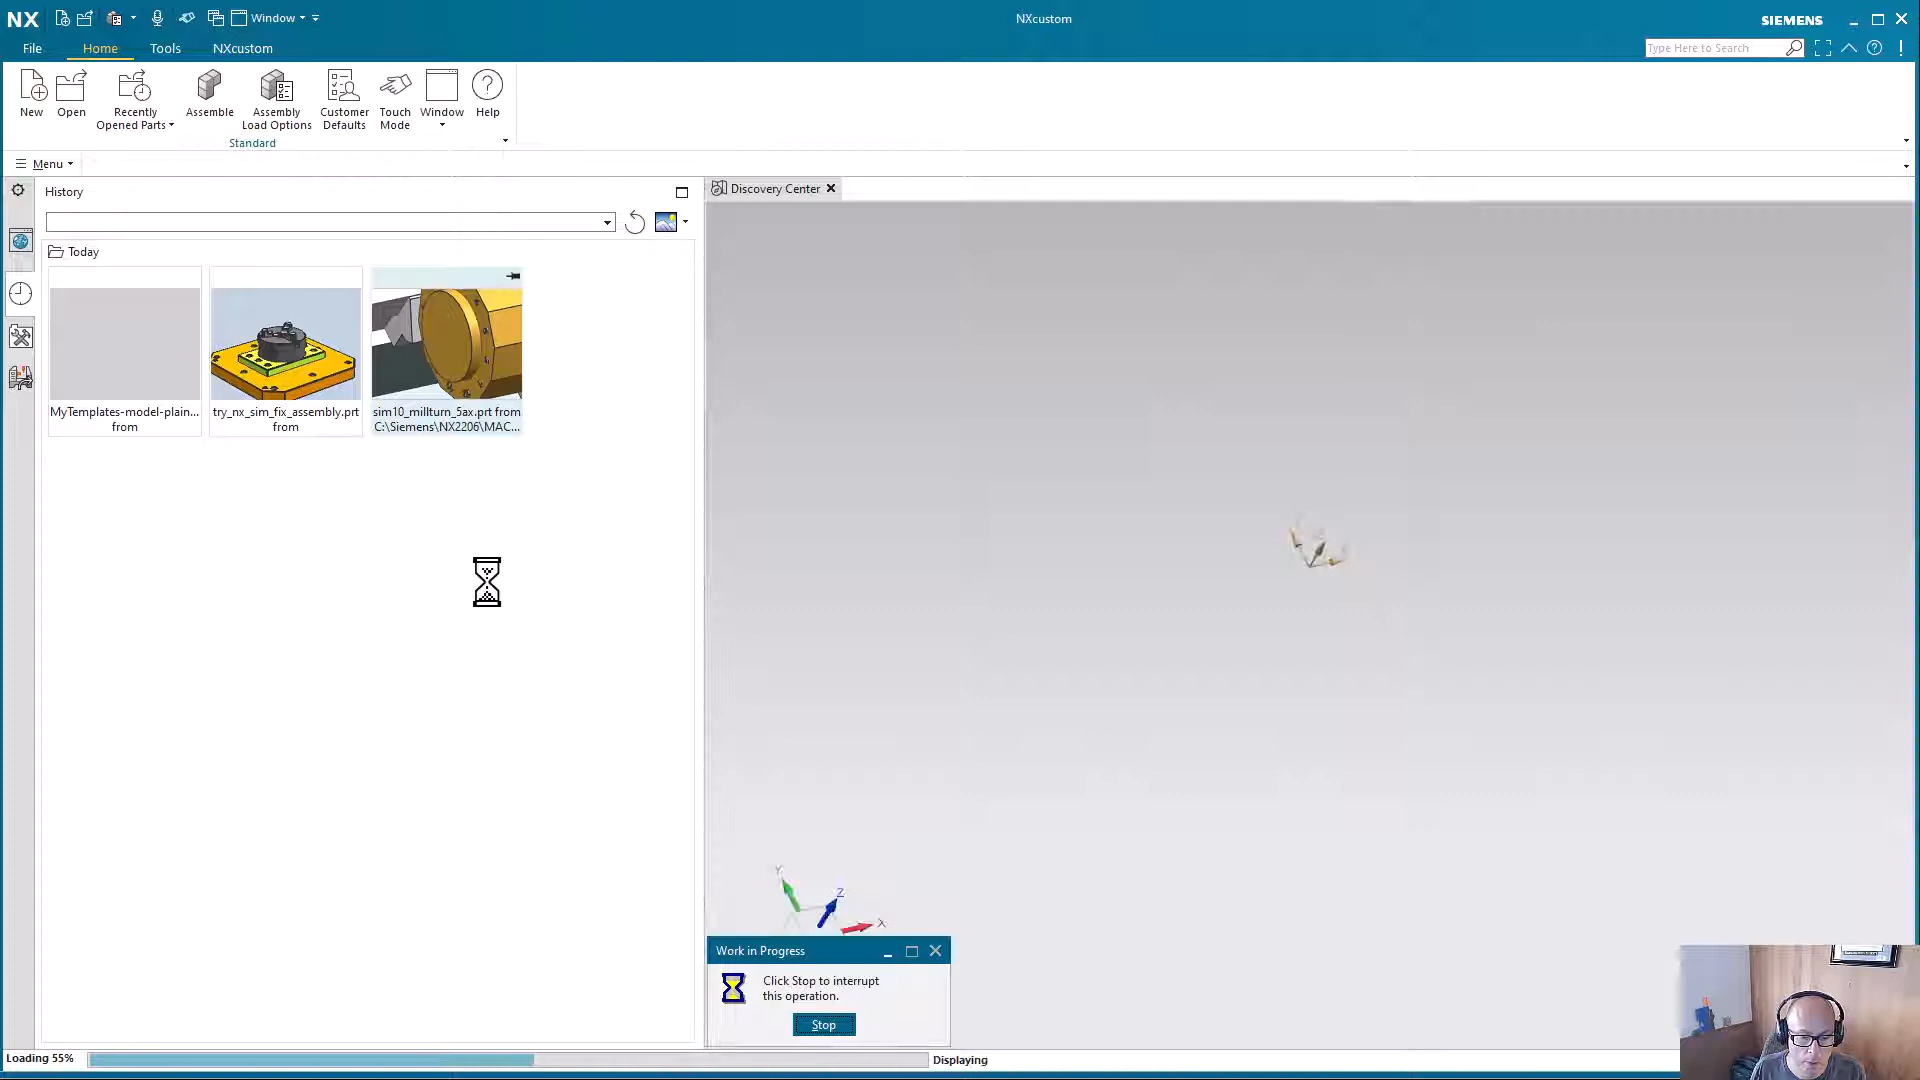 NX
Window
NXcustom
SIEMENS
File
Home
Tools
NXcustom
Type Here to Search
New
Open
Recently
Opened Parts
Assemble
Assembly
Load Options
Customer
Defaults
Touch
Mode
Window
Help
Standard
Menu
History
Discovery Center
Today
MyTemplates-model-plain...
from
try_nx_sim_fix_assembly.prt
from
sim10_millturn_5ax.prt from
C:\Siemens\NX2206\MAC...
Y
Z
X
Work in Progress
Click Stop to interrupt
this operation.
Stop
Loading 55%
Displaying